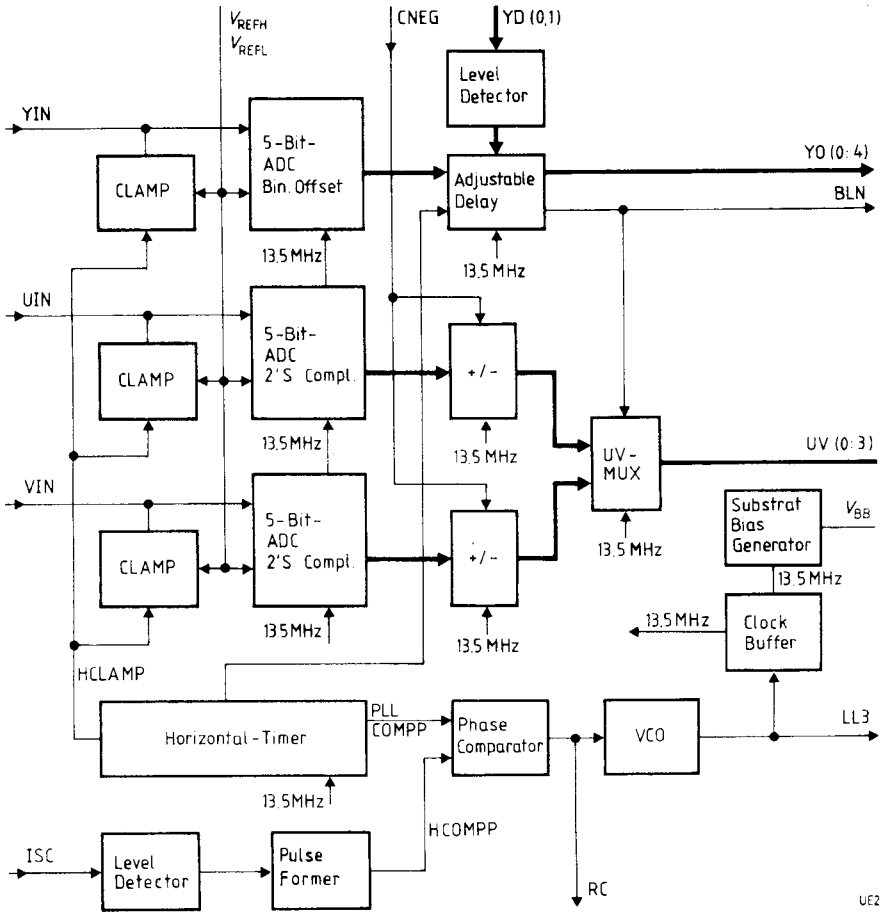 V REFH
V REFL
CNEG
YD (0,1)
Level
Detector
YIN
5-Bit-
ADC
Bin. Offset
CLAMP
Adjustable
Delay
YO (0:4)
BLN
13.5 MHz
13.5 MHz
UIN
5-Bit-
ADC
2'S Compl.
CLAMP
+/-
13.5 MHz
13.5 MHz
UV-
MUX
UV (0:3)
VIN
5-Bit-
ADC
2'S Compl.
CLAMP
+/-
13.5 MHz
Substrat
Bias
Generator
V BB
13.5 MHz
13.5 MHz
13.5 MHz
13.5 MHz
Clock
Buffer
HCLAMP
Horizontal-Timer
PLL
COMPP
Phase
Comparator
VCO
LL3
13.5 MHz
HCOMPP
ISC
Level
Detector
Pulse
Former
RC
UE2